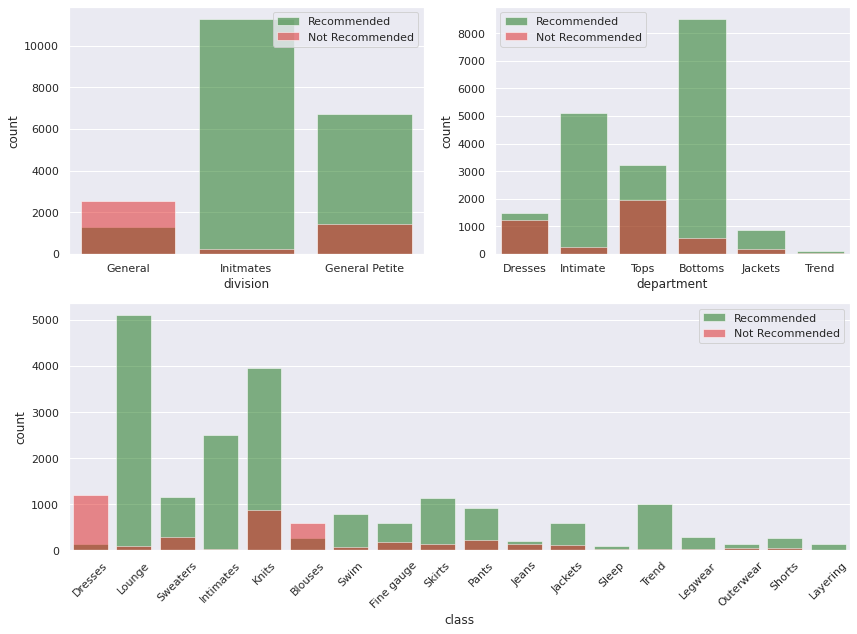 Recommended
Not Recommended
10000
8000
6000
4000
2000
0
count
General
Initmates
General Petite
division
Recommended
Not Recommended
8000
7000
6000
5000
4000
3000
2000
1000
0
count
Dresses
Intimate
Tops
Bottoms
Jackets
Trend
department
Recommended
Not Recommended
5000
4000
3000
2000
1000
0
count
Dresses
Lounge
Sweaters
Intimates
Knits
Blouses
Swim
Fine gauge
Skirts
Pants
Jeans
Jackets
Sleep
Trend
Legwear
Outerwear
Shorts
Layering
class